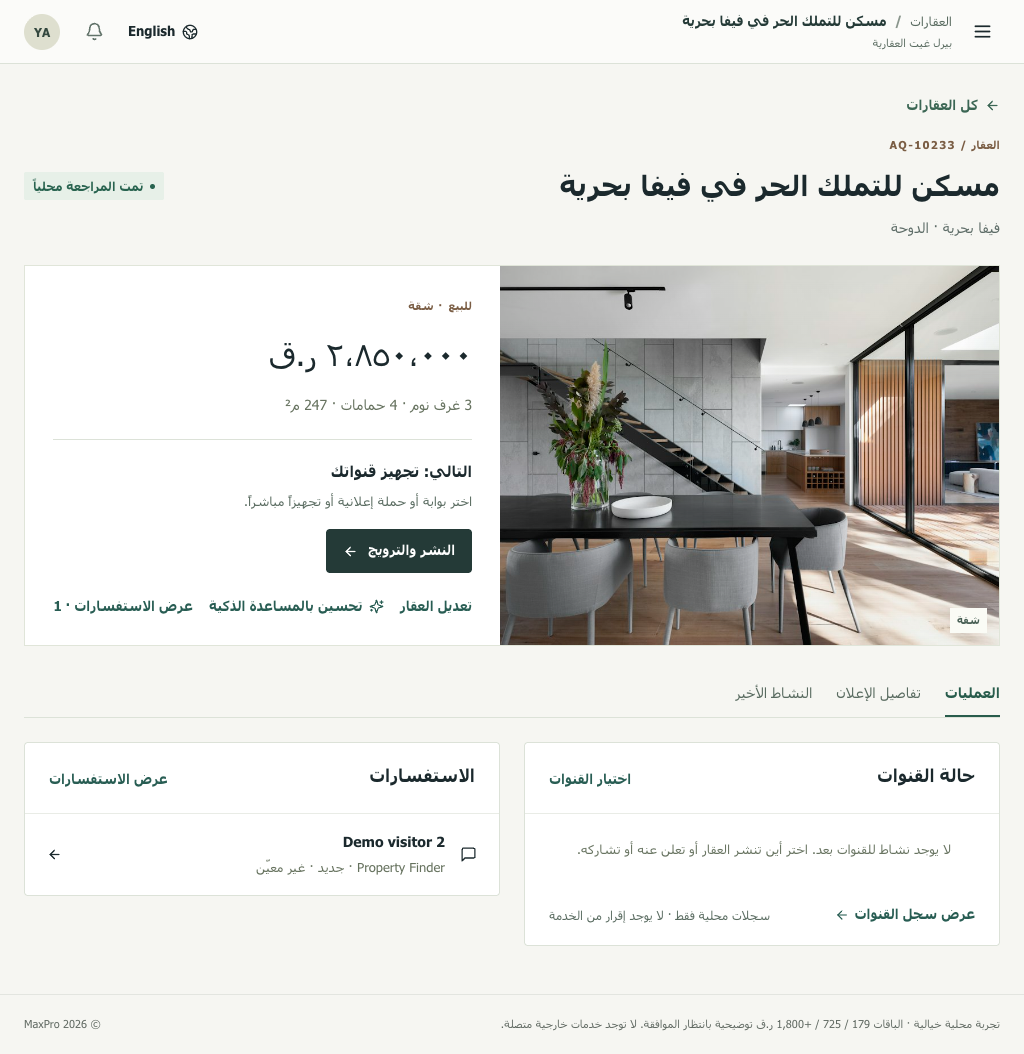 العقارات / مسكن للتملك الحر في فيفا بحرية
بيرل غيت العقارية
English
YA
كل العقارات
العقار / AQ-10233
مسكن للتملك الحر في فيفا بحرية
تمت المراجعة محلياً
فيفا بحرية · الدوحة
شقة
للبيع · شقة
٢،٨٥٠،٠٠٠ ر.ق
3 غرف نوم · 4 حمامات · 247 م²
التالي: تجهيز قنواتك
اختر بوابة أو حملة إعلانية أو تجهيزاً مباشراً.
النشر والترويج
تعديل العقار
تحسين بالمساعدة الذكية
عرض الاستفسارات · 1
العمليات
تفاصيل الإعلان
النشاط الأخير
حالة القنوات
اختيار القنوات
لا يوجد نشاط للقنوات بعد. اختر أين تنشر العقار أو تعلن عنه أو تشاركه.
عرض سجل القنوات
سجلات محلية فقط · لا يوجد إقرار من الخدمة
الاستفسارات
عرض الاستفسارات
Demo visitor 2
Property Finder · جديد · غير معيّن
تجربة محلية خيالية · الباقات 179 / 725 / +1,800 ر.ق توضيحية بانتظار الموافقة. لا توجد خدمات خارجية متصلة.
© 2026 MaxPro